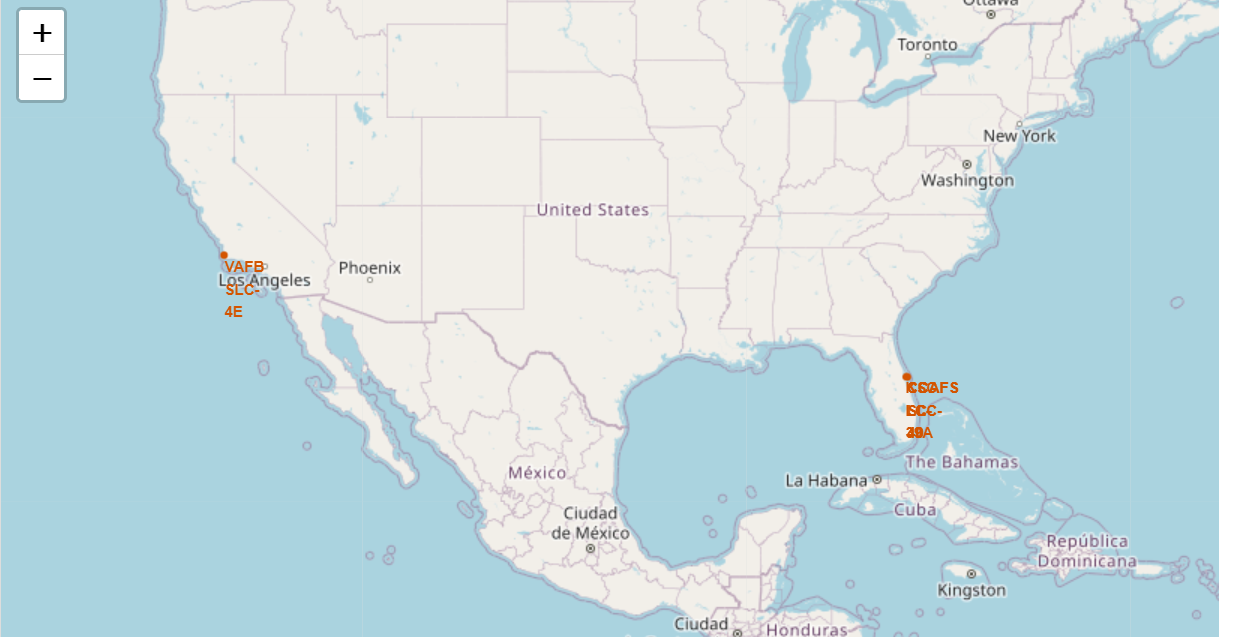 +
−
Ottawa
Toronto
New York
Washington
United States
Phoenix
VAFB
Los Angeles
SLC-
4E
The Bahamas
La Habana
México
Cuba
Ciudad
de México
República
Dominicana
Kingston
Ciudad
Honduras